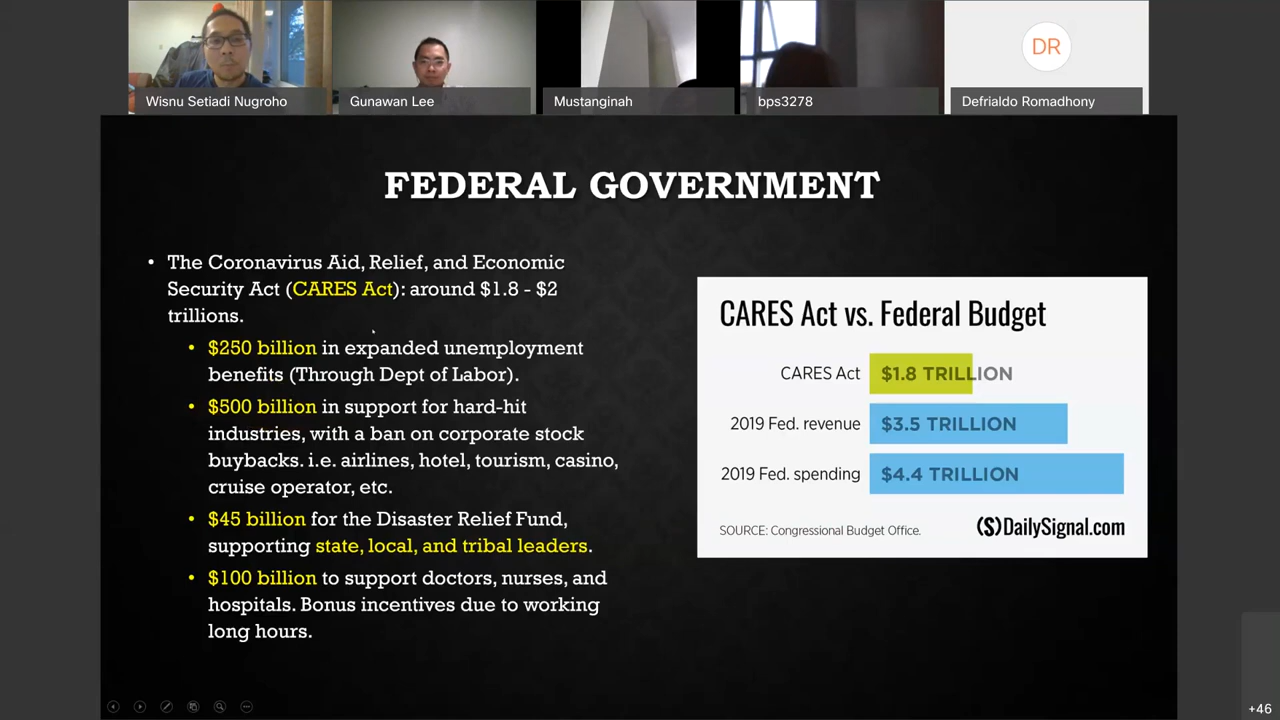 Wisnu Setiadi Nugroho
Gunawan Lee
Mustanginah
bps3278
DR
Defrialdo Romadhony
FEDERAL GOVERNMENT
• The Coronavirus Aid, Relief, and Economic
Security Act (CARES Act): around $1.8 - $2
trillions.
• $250 billion in expanded unemployment
benefits (Through Dept of Labor).
• $500 billion in support for hard-hit
industries, with a ban on corporate stock
buybacks. i.e. airlines, hotel, tourism, casino,
cruise operator, etc.
• $45 billion for the Disaster Relief Fund,
supporting state, local, and tribal leaders.
• $100 billion to support doctors, nurses, and
hospitals. Bonus incentives due to working
long hours.
CARES Act vs. Federal Budget
CARES Act $1.8 TRILLION
2019 Fed. revenue $3.5 TRILLION
2019 Fed. spending $4.4 TRILLION
SOURCE: Congressional Budget Office.
($)DailySignal.com
+46